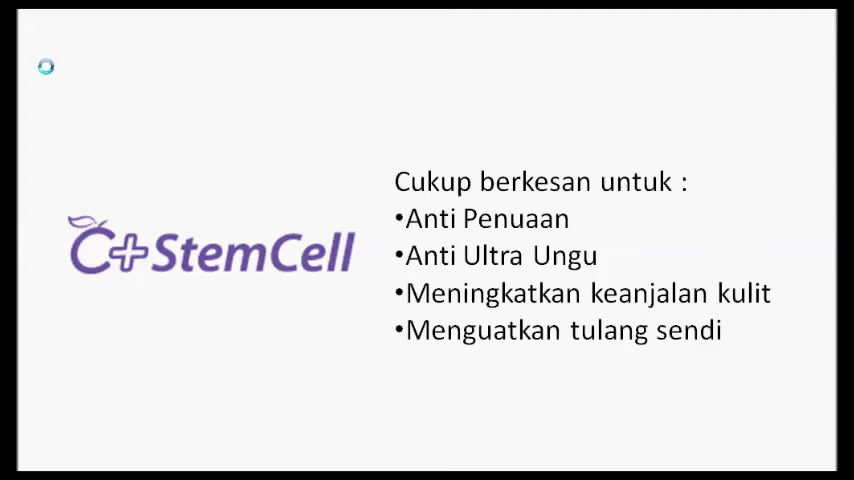 C+StemCell
Cukup berkesan untuk :
•Anti Penuaan
•Anti Ultra Ungu
•Meningkatkan keanjalan kulit
•Menguatkan tulang sendi